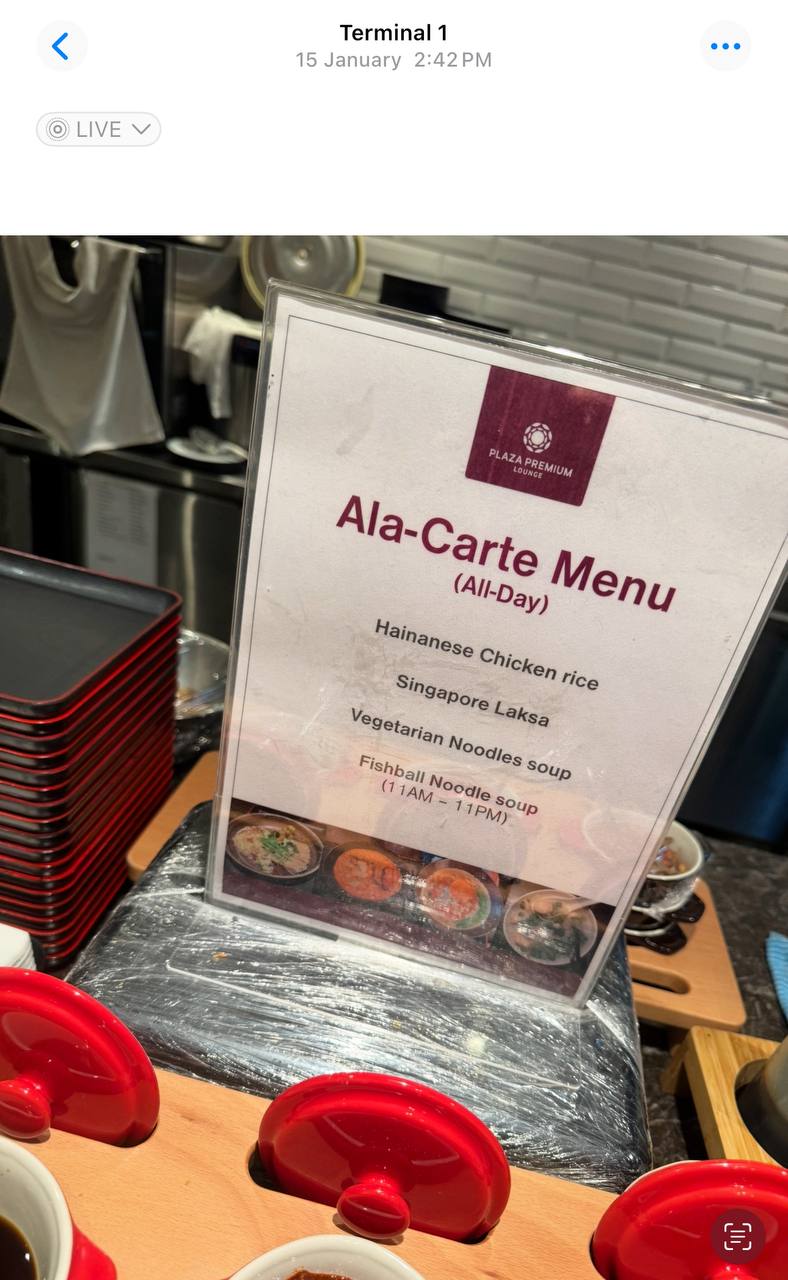 Terminal 1
15 January 2:42 PM
LIVE
PLAZA PREMIUM
LOUNGE
Ala-Carte Menu
(All-Day)
Hainanese Chicken rice
Singapore Laksa
Vegetarian Noodles soup
Fishball Noodle soup
(11AM – 11PM)